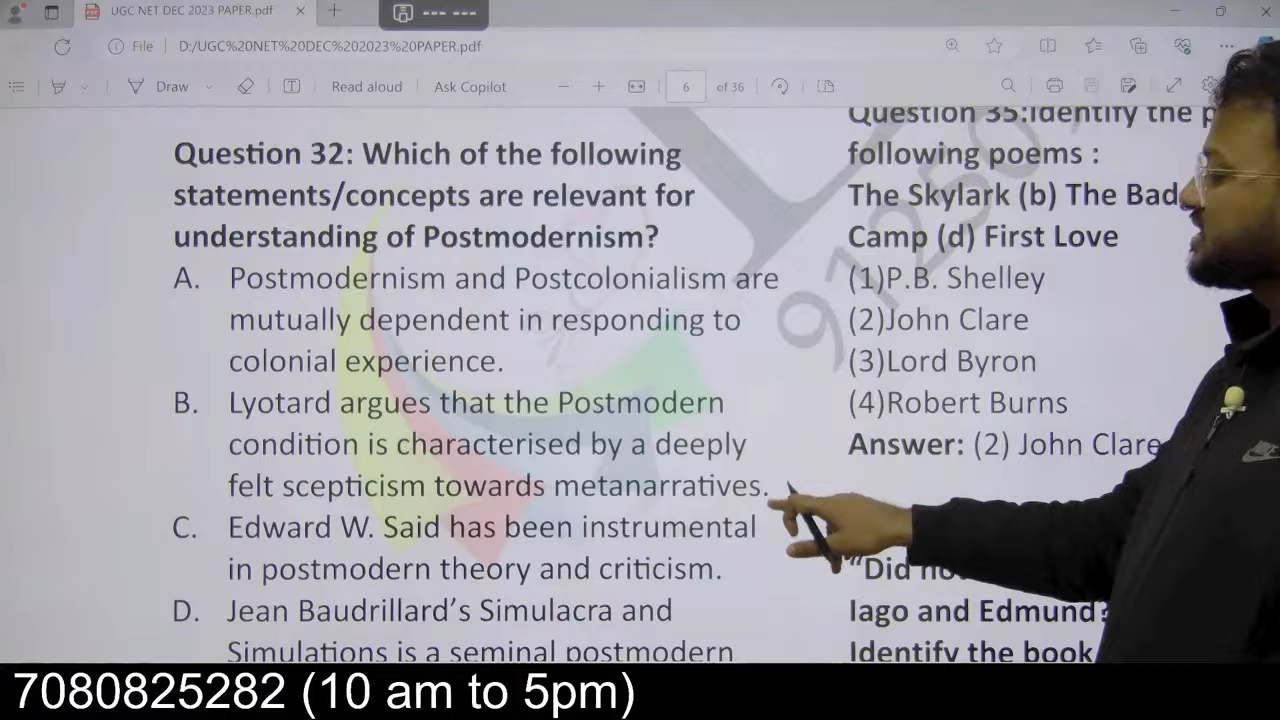 UGC NET DEC 2023 PAPER.pdf
File D:/UGC%20NET%20DEC%202023%20PAPER.pdf
Draw Read aloud Ask Copilot 6 of 36
Question 32: Which of the following
statements/concepts are relevant for
understanding of Postmodernism?
A. Postmodernism and Postcolonialism are
mutually dependent in responding to
colonial experience.
B. Lyotard argues that the Postmodern
condition is characterised by a deeply
felt scepticism towards metanarratives.
C. Edward W. Said has been instrumental
in postmodern theory and criticism.
D. Jean Baudrillard’s Simulacra and
Simulations is a seminal postmodern
Question 35:Identify the
following poems :
The Skylark (b) The Bad
Camp (d) First Love
(1)P.B. Shelley
(2)John Clare
(3)Lord Byron
(4)Robert Burns
Answer: (2) John Clare
“Did
Iago and Edmund?
Identify the book
7080825282 (10 am to 5pm)